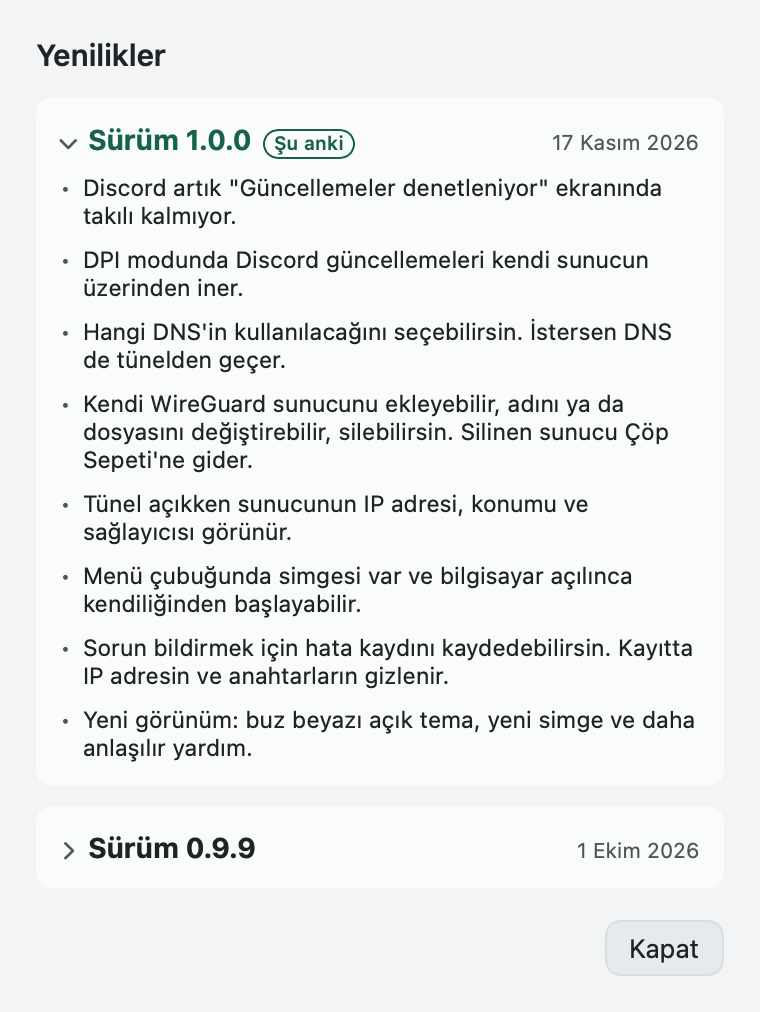 Yenilikler
Sürüm 1.0.0 Şu anki 17 Kasım 2026
• Discord artık "Güncellemeler denetleniyor" ekranında
takılı kalmıyor.
• DPI modunda Discord güncellemeleri kendi sunucun
üzerinden iner.
• Hangi DNS'in kullanılacağını seçebilirsin. İstersen DNS
de tünelden geçer.
• Kendi WireGuard sunucunu ekleyebilir, adını ya da
dosyasını değiştirebilir, silebilirsin. Silinen sunucu Çöp
Sepeti'ne gider.
• Tünel açıkken sunucunun IP adresi, konumu ve
sağlayıcısı görünür.
• Menü çubuğunda simgesi var ve bilgisayar açılınca
kendiliğinden başlayabilir.
• Sorun bildirmek için hata kaydını kaydedebilirsin. Kayıtta
IP adresin ve anahtarların gizlenir.
• Yeni görünüm: buz beyazı açık tema, yeni simge ve daha
anlaşılır yardım.
Sürüm 0.9.9 1 Ekim 2026
Kapat